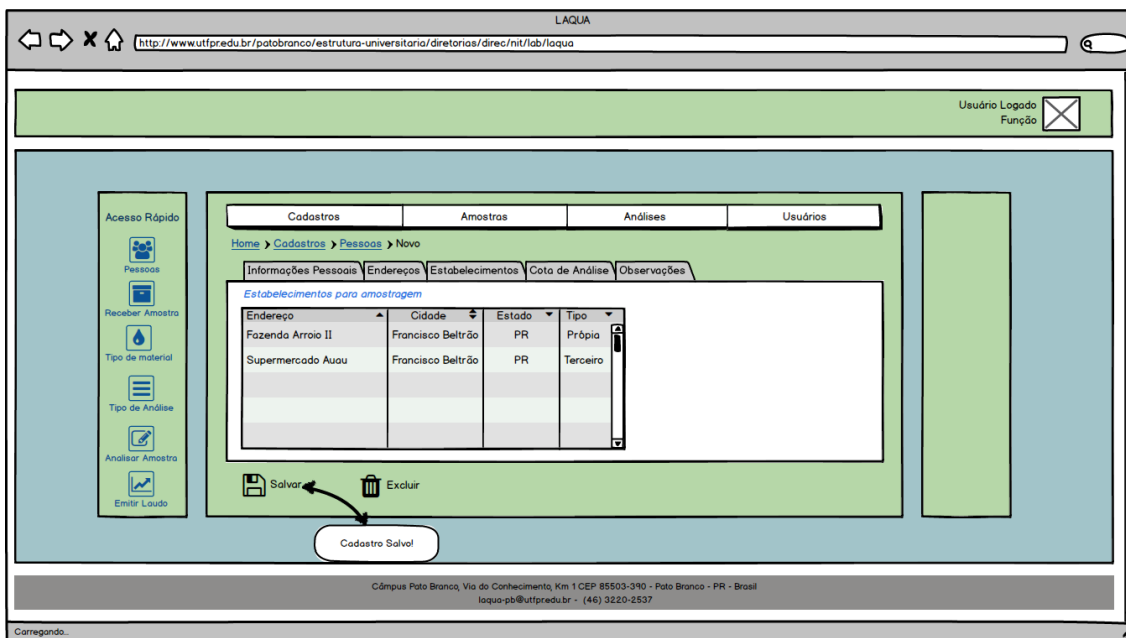 LAQUA
http://www.utfpr.edu.br/patobranco/estrutura-universitaria/diretorias/direc/nit/lab/laqua
Usuário Logado
Função
Acesso Rápido
Pessoas
Receber Amostra
Tipo de material
Tipo de Análise
Analisar Amostra
Emitir Laudo
Cadastros Amostras Análises Usuários
Home Cadastros Pessoas Novo
Informações Pessoais Endereços Estabelecimentos Cota de Análise Observações
Estabelecimentos para amostragem
Endereço Cidade Estado Tipo
Fazenda Arroio II Francisco Beltrão PR Própia
Supermercado Auau Francisco Beltrão PR Terceiro
Salvar Excluir
Cadastro Salvo!
Câmpus Pato Branco, Via do Conhecimento, Km 1 CEP 85503-390 - Pato Branco - PR - Brasil
laqua-pb@utfpr.edu.br - (46) 3220-2537
Carregando...